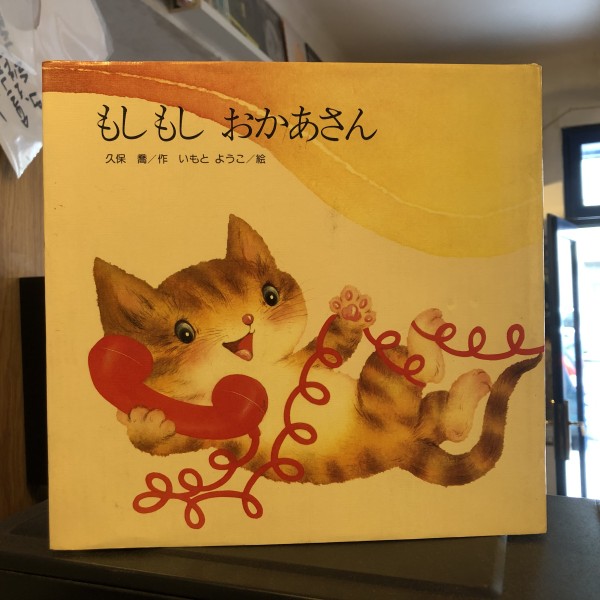 もしもし おかあさん
久保 喬／作 いもと ようこ／絵